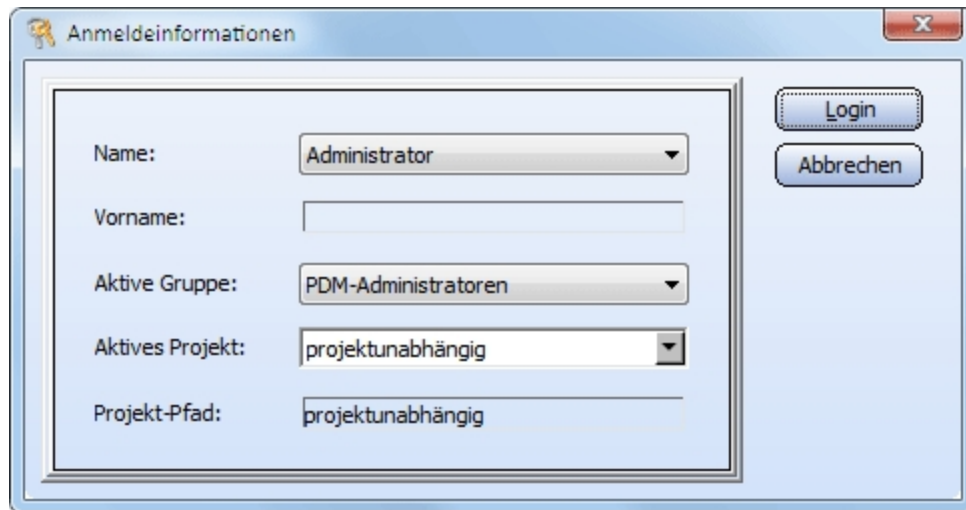 Anmeldeinformationen
Name: Administrator
Login
Abbrechen
Vorname:
Aktive Gruppe: PDM-Administratoren
Aktives Projekt: projektunabhängig
Projekt-Pfad: projektunabhängig